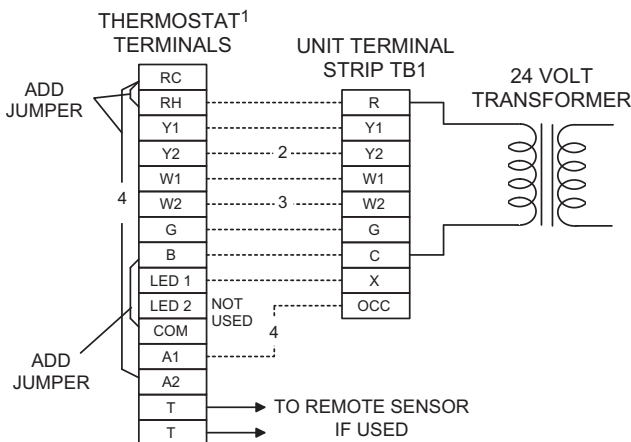 THERMOSTAT1
TERMINALS
UNIT TERMINAL
STRIP TB1
24 VOLT
TRANSFORMER
ADD
JUMPER
RC
RH
R
Y1
Y1
Y2
2
Y2
W1
W1
4
W2
3
W2
G
G
B
C
LED 1
X
LED 2
NOT
USED
OCC
COM
4
A1
ADD
JUMPER
A2
T
TO REMOTE SENSOR
IF USED
T